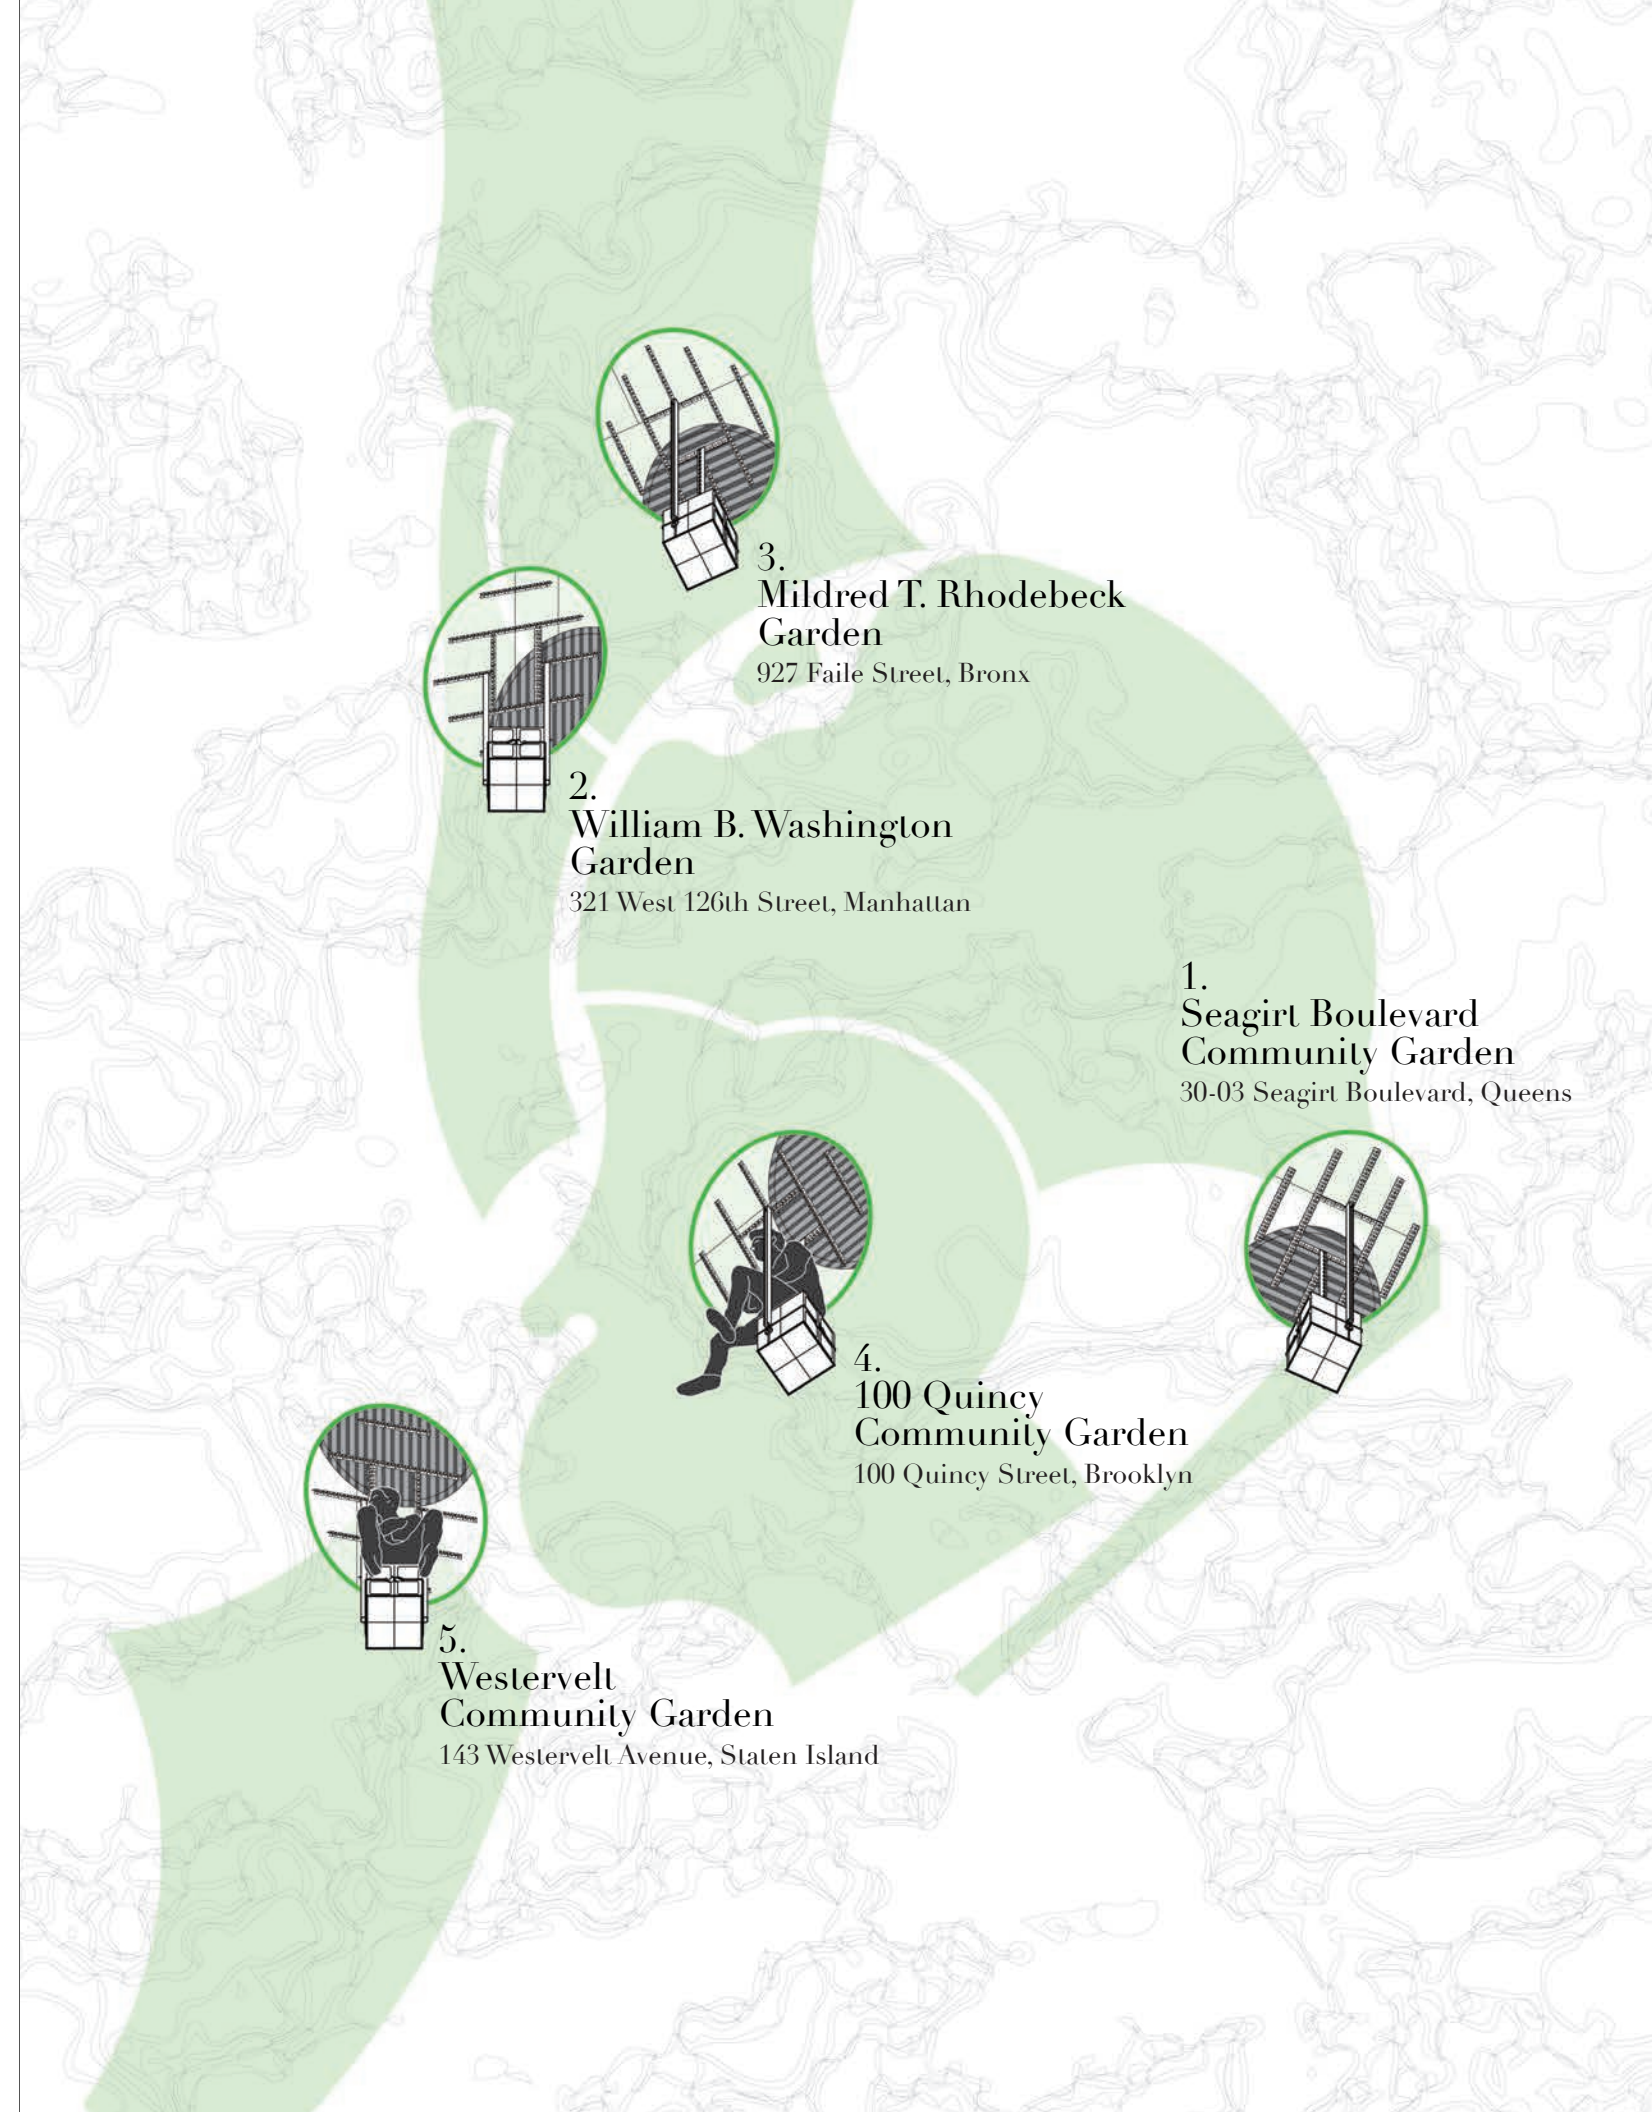 3.
Mildred T. Rhodebeck
Garden
927 Faile Street, Bronx
2.
William B. Washington
Garden
321 West 126th Street, Manhattan
1.
Seagirt Boulevard
Community Garden
30-03 Seagirt Boulevard, Queens
4.
100 Quincy
Community Garden
100 Quincy Street, Brooklyn
5.
Westervelt
Community Garden
143 Westervelt Avenue, Staten Island